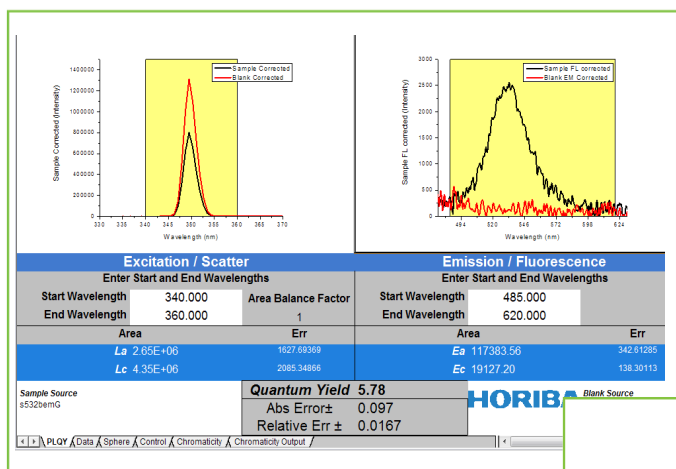 Sample Corrected
Blank Corrected
1400000
1200000
1000000
800000
600000
400000
200000
0
Sample Corrected (Intensity)
330 335 340 345 350 355 360 365 370
Wavelength (nm)
Sample FL corrected
Blank EM Corrected
3000
2500
2000
1500
1000
500
0
Sample FL corrected (Intensity)
494 520 546 572 598 624
Wavelength (nm)
Excitation / Scatter
Enter Start and End Wavelengths
Start Wavelength 340.000 Area Balance Factor
End Wavelength 360.000 1
Area Err
La 2.65E+06 1627.69369
Lc 4.35E+06 2085.34866
Emission / Fluorescence
Enter Start and End Wavelengths
Start Wavelength 485.000
End Wavelength 620.000
Area Err
Ea 117383.56 342.61285
Ec 19127.20 138.30113
Sample Source
s532bemG
Quantum Yield 5.78
Abs Error± 0.097
Relative Err ± 0.0167
HORIBA
Blank Source
PLQY Data Sphere Control Chromaticity Chromaticity Output